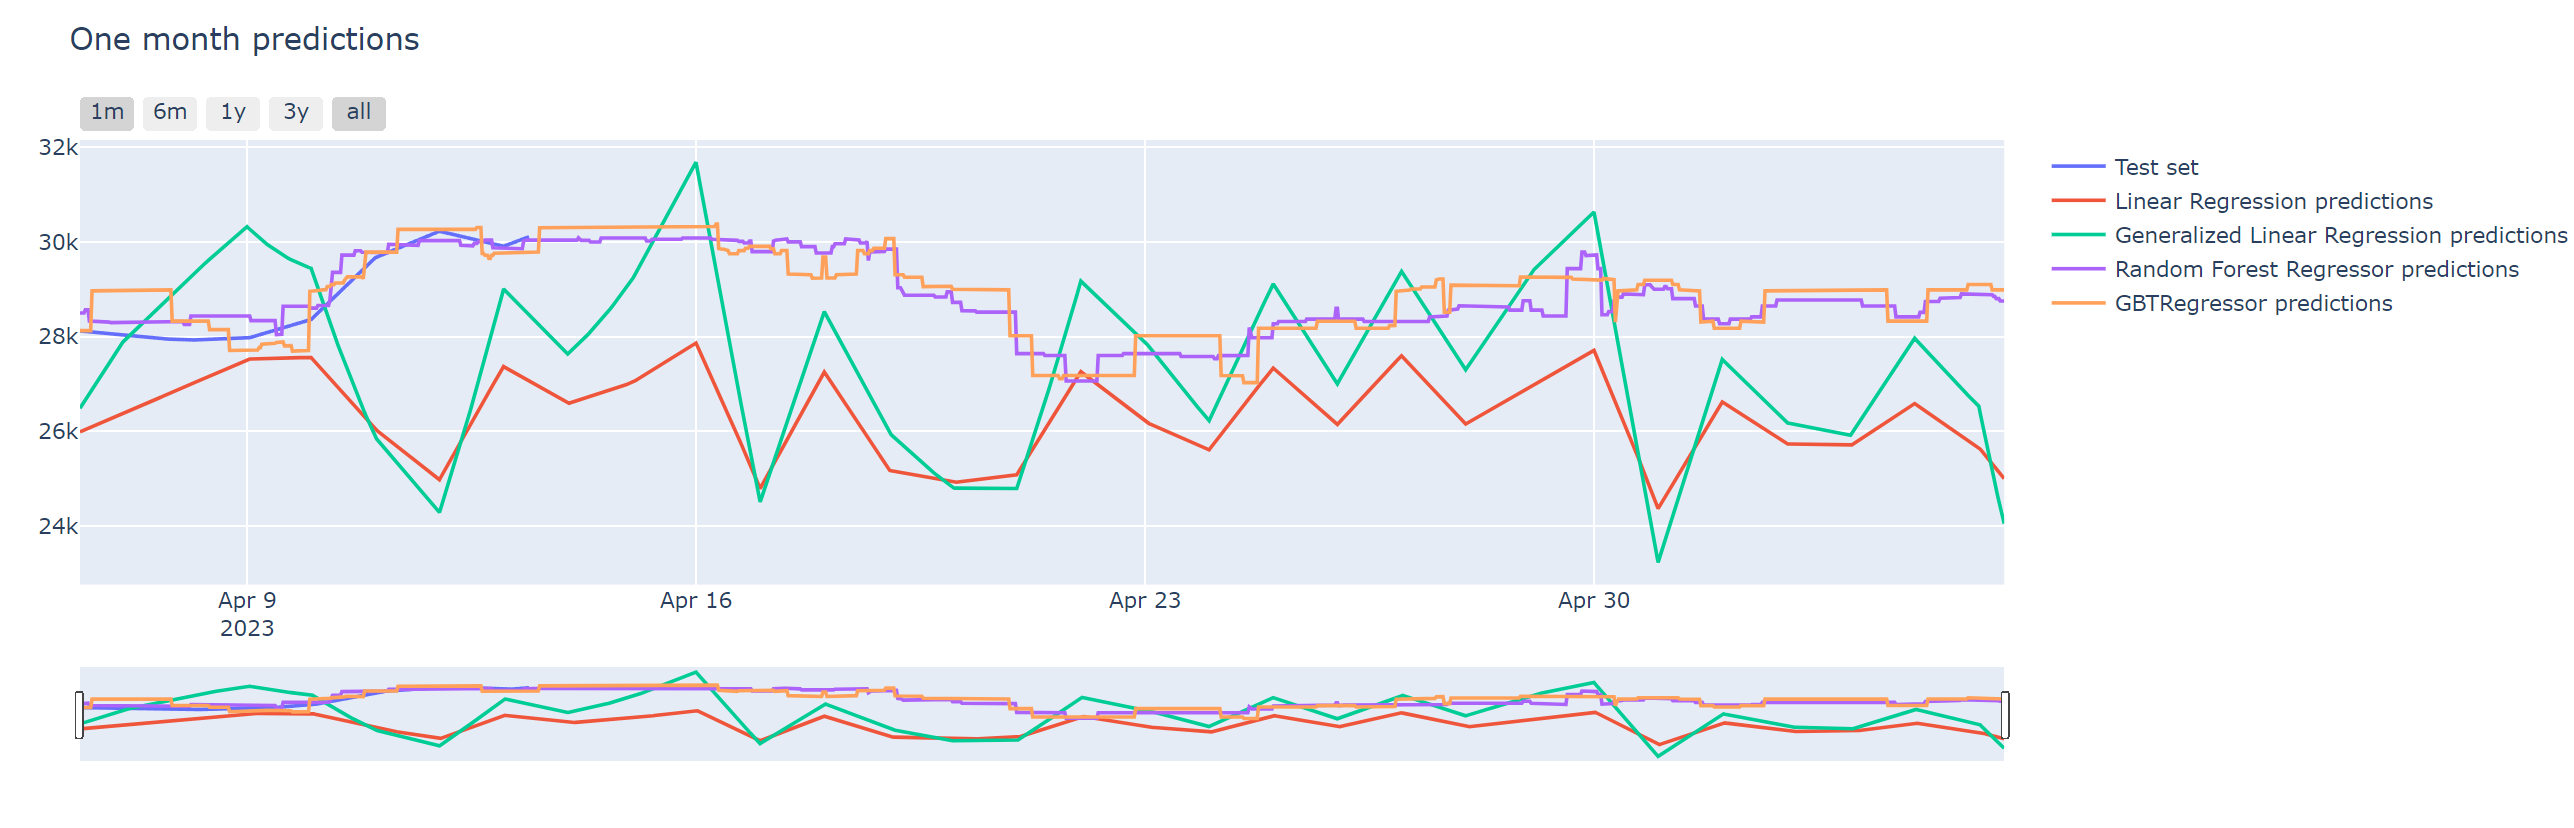 One month predictions
1m 6m 1y 3y all
32k
30k
28k
26k
24k
Apr 9 Apr 16 Apr 23 Apr 30
2023
Test set
Linear Regression predictions
Generalized Linear Regression predictions
Random Forest Regressor predictions
GBTRegressor predictions